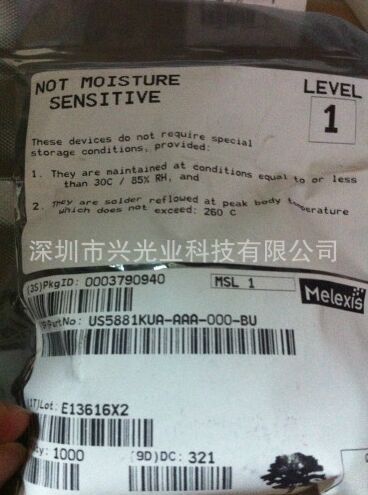 NOT MOISTURE
SENSITIVE
LEVEL
1
These devices do not require special
storage conditions, provided:
1. They are maintained at conditions equal to or less
than 30C / 85% RH, and
2. They are solder reflowed at peak body temperature
which does not exceed: 260 C
深圳市兴光业科技有限公司
(3S)PkgID: 0003790940
MSL 1
Melexis
PartNo: US5881KUA-AAA-000-BU
Lot: E13616X2
1000
(9D)DC: 321